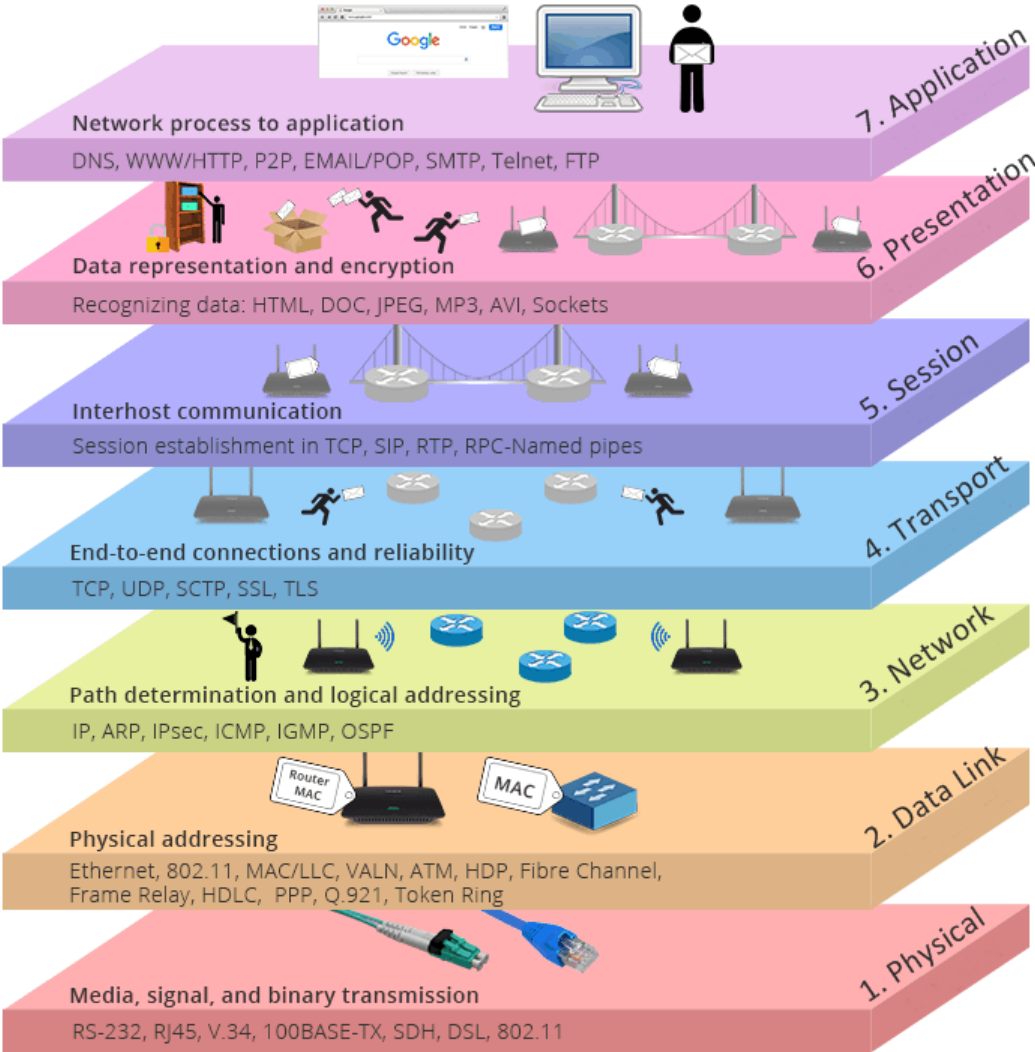 Google
Network process to application
7. Application
DNS, WWW/HTTP, P2P, EMAIL/POP, SMTP, Telnet, FTP
Data representation and encryption
6. Presentation
Recognizing data: HTML, DOC, JPEG, MP3, AVI, Sockets
Interhost communication
5. Session
Session establishment in TCP, SIP, RTP, RPC-Named pipes
End-to-end connections and reliability
4. Transport
TCP, UDP, SCTP, SSL, TLS
Path determination and logical addressing
3. Network
IP, ARP, IPsec, ICMP, IGMP, OSPF
Router
MAC
MAC
Physical addressing
2. Data Link
Ethernet, 802.11, MAC/LLC, VALN, ATM, HDP, Fibre Channel,
Frame Relay, HDLC, PPP, Q.921, Token Ring
Media, signal, and binary transmission
1. Physical
RS-232, RJ45, V.34, 100BASE-TX, SDH, DSL, 802.11